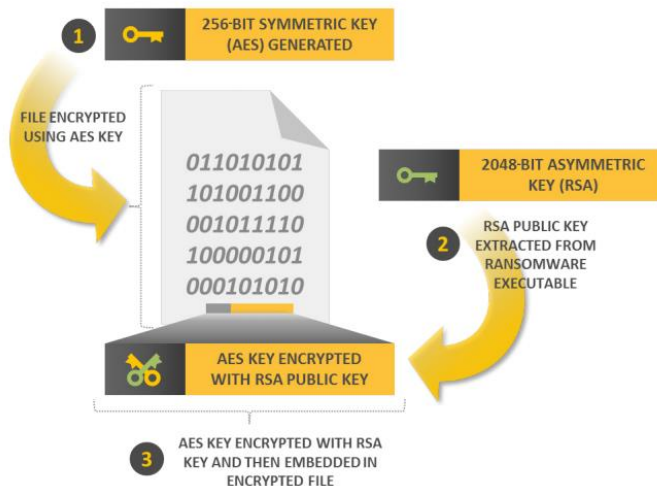 1
256-BIT SYMMETRIC KEY
(AES) GENERATED
FILE ENCRYPTED
USING AES KEY
011010101
101001100
001011110
100000101
000101010
2048-BIT ASYMMETRIC
KEY (RSA)
2
RSA PUBLIC KEY
EXTRACTED FROM
RANSOMWARE
EXECUTABLE
AES KEY ENCRYPTED
WITH RSA PUBLIC KEY
3
AES KEY ENCRYPTED WITH RSA
KEY AND THEN EMBEDDED IN
ENCRYPTED FILE